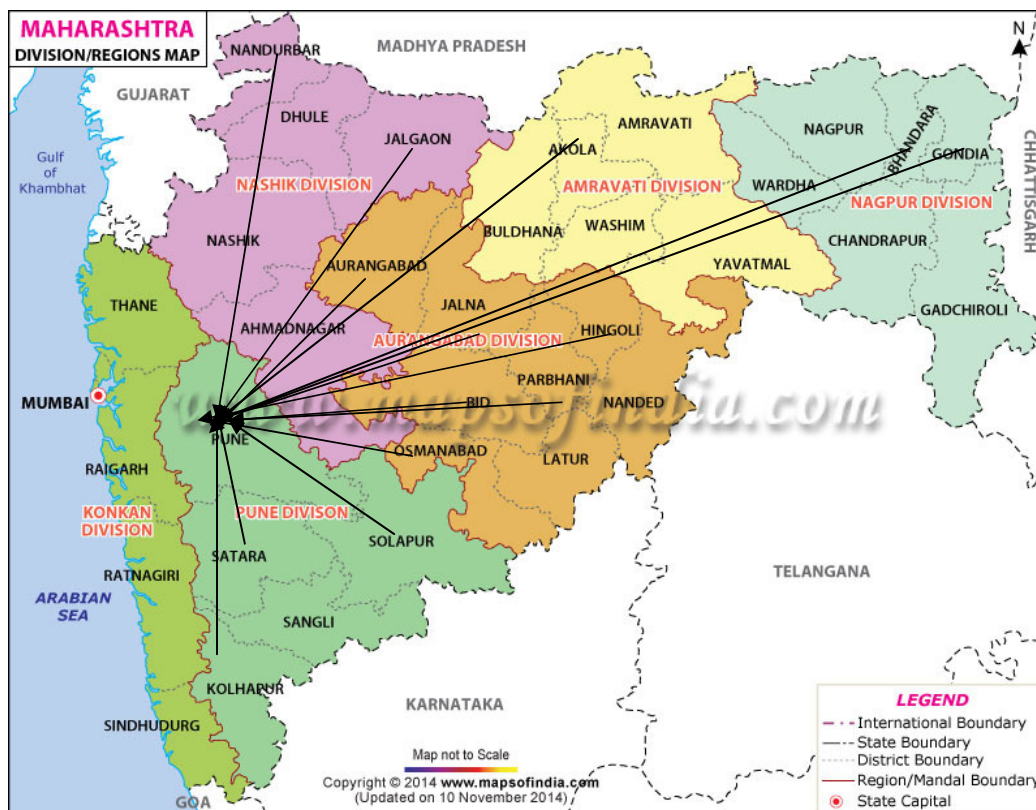 MAHARASHTRA
DIVISION/REGIONS MAP
NANDURBAR
MADHYA PRADESH
N
GUJARAT
DHULE
JALGAON
AMRAVATI
AKOLA
NAGPUR
BHANDARA
GONDIA
CHHATTISGARH
Gulf
of
Khambhat
NASHIK DIVISION
AMRAVATI DIVISION
WARDHA
NAGPUR DIVISION
NASHIK
BULDHANA
WASHIM
CHANDRAPUR
AURANGABAD
YAVATMAL
THANE
JALNA
GADCHIROLI
AHMADNAGAR
AURANGABAD DIVISION
HINGOLI
PARBHANI
MUMBAI
BID
NANDED
www.mapsofindia.com
PUNE
OSMANABAD
LATUR
RAIGARH
KONKAN
DIVISION
PUNE DIVISON
SOLAPUR
SATARA
RATNAGIRI
TELANGANA
ARABIAN
SEA
SANGLI
KOLHAPUR
KARNATAKA
SINDHUDURG
GOA
Map not to Scale
Copyright © 2014 www.mapsofindia.com
(Updated on 10 November 2014)
LEGEND
International Boundary
State Boundary
District Boundary
Region/Mandal Boundary
State Capital